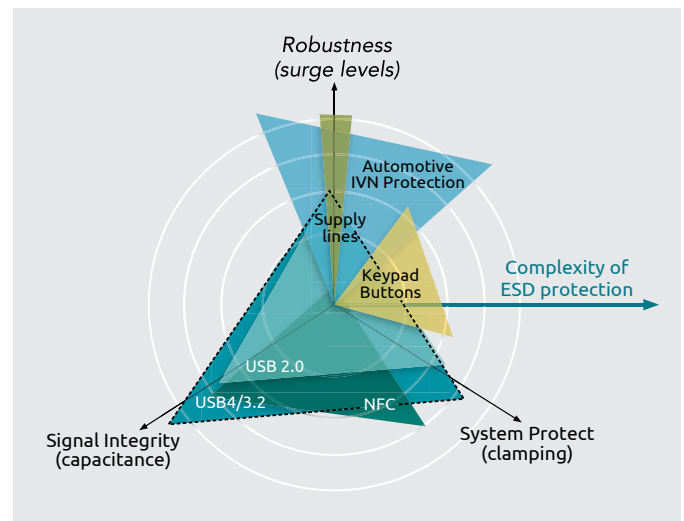 Robustness
(surge levels)
Automotive
IVN Protection
Supply
lines
Keypad
Buttons
Complexity of
ESD protection
USB 2.0
USB4/3.2
NFC
Signal Integrity
(capacitance)
System Protect
(clamping)